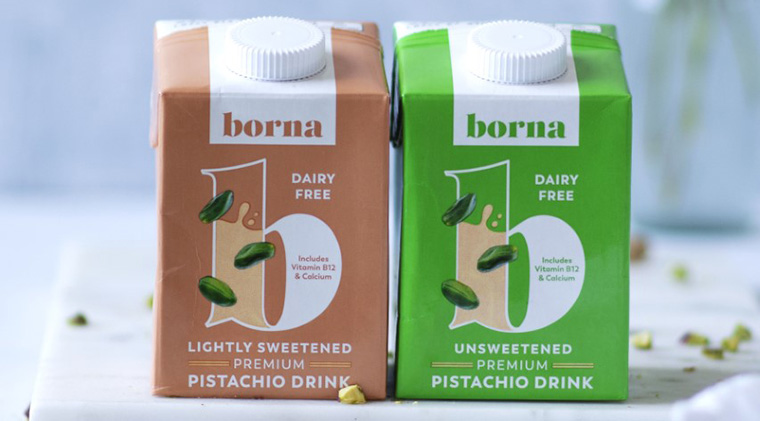 borna
b
DAIRY
FREE
Includes
Vitamin B12
& Calcium
LIGHTLY SWEETENED
PREMIUM
PISTACHIO DRINK
borna
b
DAIRY
FREE
Includes
Vitamin B12
& Calcium
UNSWEETENED
PREMIUM
PISTACHIO DRINK